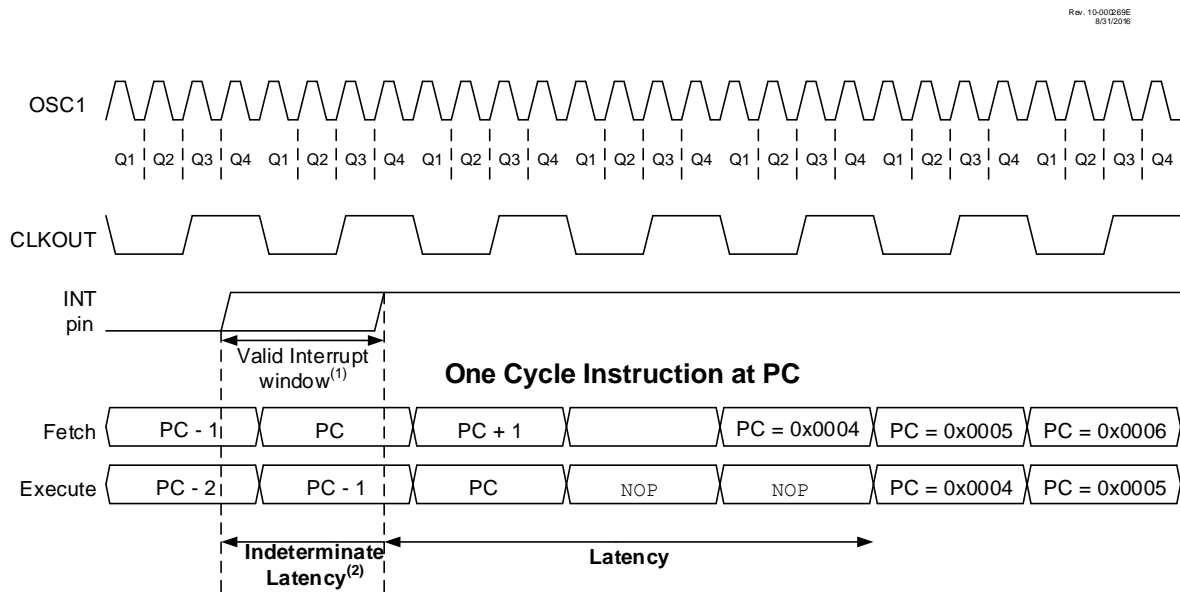 Rev. 10-000269E
8/31/2016
OSC1
Q1 Q2 Q3 Q4 Q1 Q2 Q3 Q4 Q1 Q2 Q3 Q4 Q1 Q2 Q3 Q4 Q1 Q2 Q3 Q4 Q1 Q2 Q3 Q4 Q1 Q2 Q3 Q4
CLKOUT
INT
pin
Valid Interrupt
window(1)
One Cycle Instruction at PC
Fetch PC - 1 PC PC + 1 PC = 0x0004 PC = 0x0005 PC = 0x0006
Execute PC - 2 PC - 1 PC NOP NOP PC = 0x0004 PC = 0x0005
Indeterminate
Latency(2)
Latency